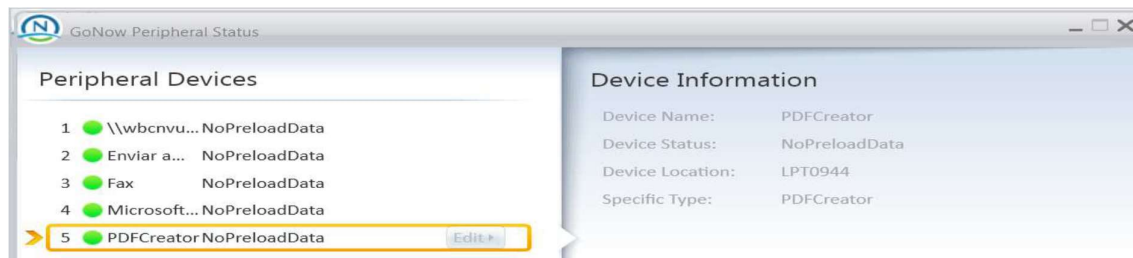 N GoNow Peripheral Status
Peripheral Devices
1 \\wbcnvu... NoPreloadData
2 Enviar a... NoPreloadData
3 Fax NoPreloadData
4 Microsoft... NoPreloadData
5 PDFCreator NoPreloadData Edit
Device Information
Device Name: PDFCreator
Device Status: NoPreloadData
Device Location: LPT0944
Specific Type: PDFCreator